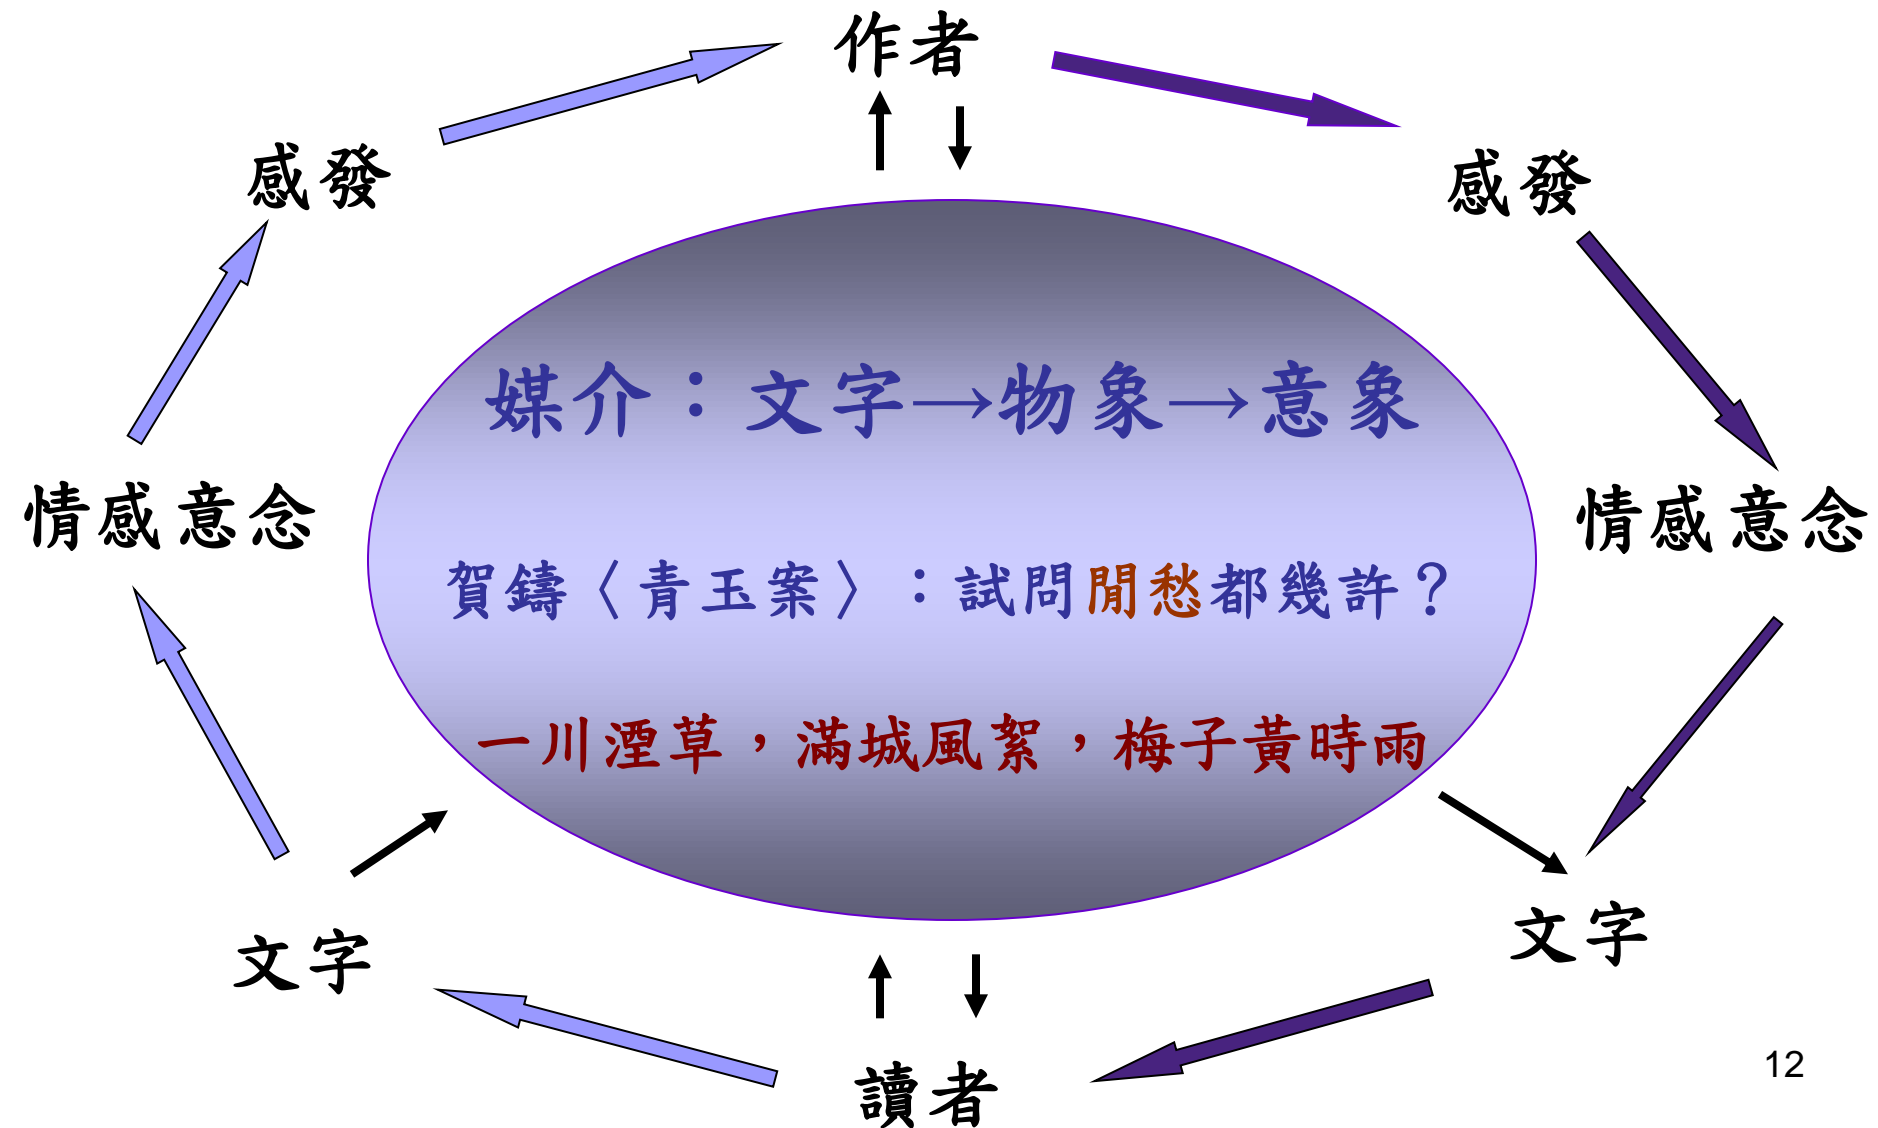 作者
感發
感發
媒介：文字→物象→意象
情感意念
情感意念
賀鑄〈青玉案〉：試問閒愁都幾許？
一川湮草，滿城風絮，梅子黃時雨
文字
文字
讀者
12